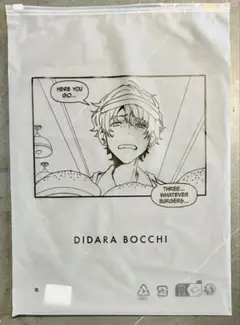 HERE YOU
GO...
THREE...
WHATEVER
BURGERS...
DIDARA BOCCHI